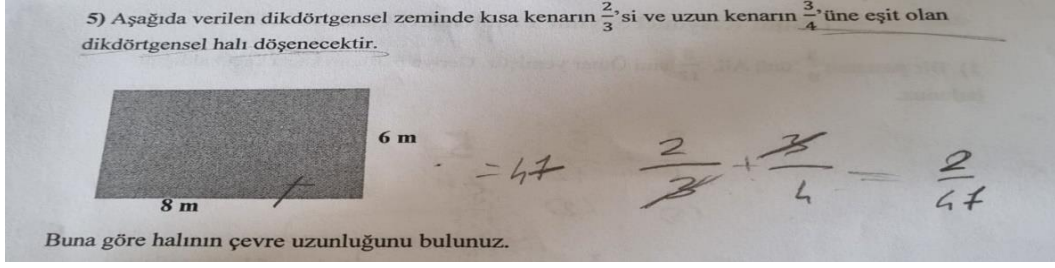 5) Aşağıda verilen dikdörtgensel zeminde kısa kenarın 2/3'si ve uzun kenarın 3/4'üne eşit olan
dikdörtgensel halı döşenecektir.
6 m
= 47 2/3 + 3/4 = 2/47
8 m
Buna göre halının çevre uzunluğunu bulunuz.